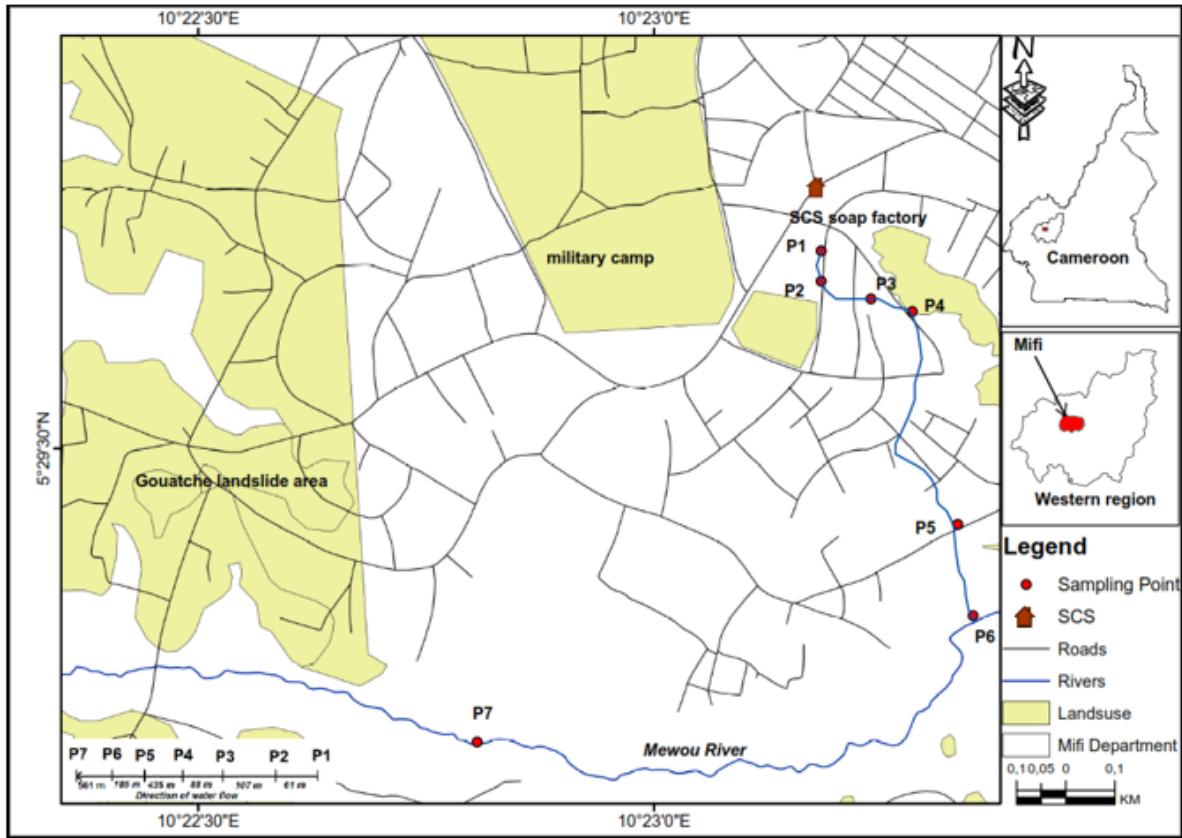 10°22'30"E
10°23'0"E
N
SCS soap factory
military camp
P1
P2
P3
P4
Cameroon
Mifi
5°29'30"N
Gouatche landslide area
Western region
P5
Legend
Sampling Point
SCS
P6
Roads
Rivers
P7
Mewou River
Landsuse
Mifi Department
P7 P6 P5 P4 P3 P2 P1
561 m 185 m 435 m 88 m 107 m 61 m
Direction of water flow
0,1 0,05 0 0,1
KM
10°22'30"E
10°23'0"E